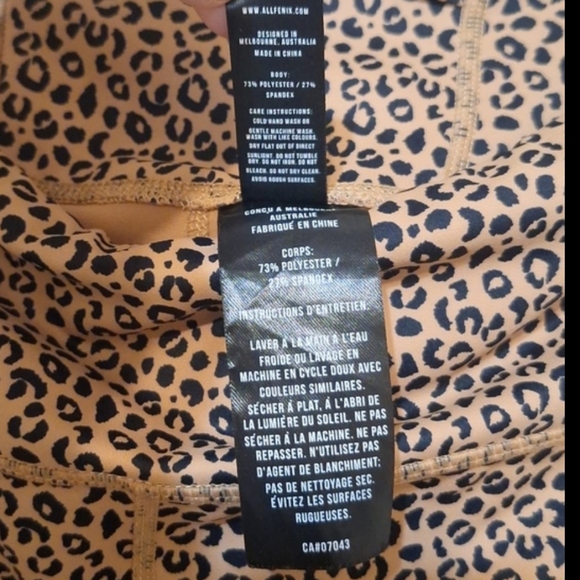 WWW.ALLFENIX.COM
DESIGNED IN
MELBOURNE, AUSTRALIA
MADE IN CHINA
BODY:
73% POLYESTER / 27%
SPANDEX
CARE INSTRUCTIONS:
COLD HAND WASH OR
GENTLE MACHINE WASH.
WASH WITH LIKE COLOURS.
DRY FLAT OUT OF DIRECT
SUNLIGHT. DO NOT TUMBLE
DRY. DO NOT IRON. DO NOT
BLEACH. DO NOT DRY CLEAN.
AVOID ROUGH SURFACES.
CONÇU À MELBOURNE
AUSTRALIE
FABRIQUÉ EN CHINE
CORPS:
73% POLYESTER /
27% SPANDEX
INSTRUCTIONS D'ENTRETIEN:
LAVER À LA MAIN À L'EAU
FROIDE OU LAVAGE EN
MACHINE EN CYCLE DOUX AVEC
COULEURS SIMILAIRES.
SÉCHER À PLAT, À L'ABRI DE
LA LUMIÉRE DU SOLEIL. NE PAS
SÉCHER À LA MACHINE. NE PAS
REPASSER. N'UTILISEZ PAS
D'AGENT DE BLANCHIMENT;
PAS DE NETTOYAGE SEC.
ÉVITEZ LES SURFACES
RUGUEUSES.
CA#07043